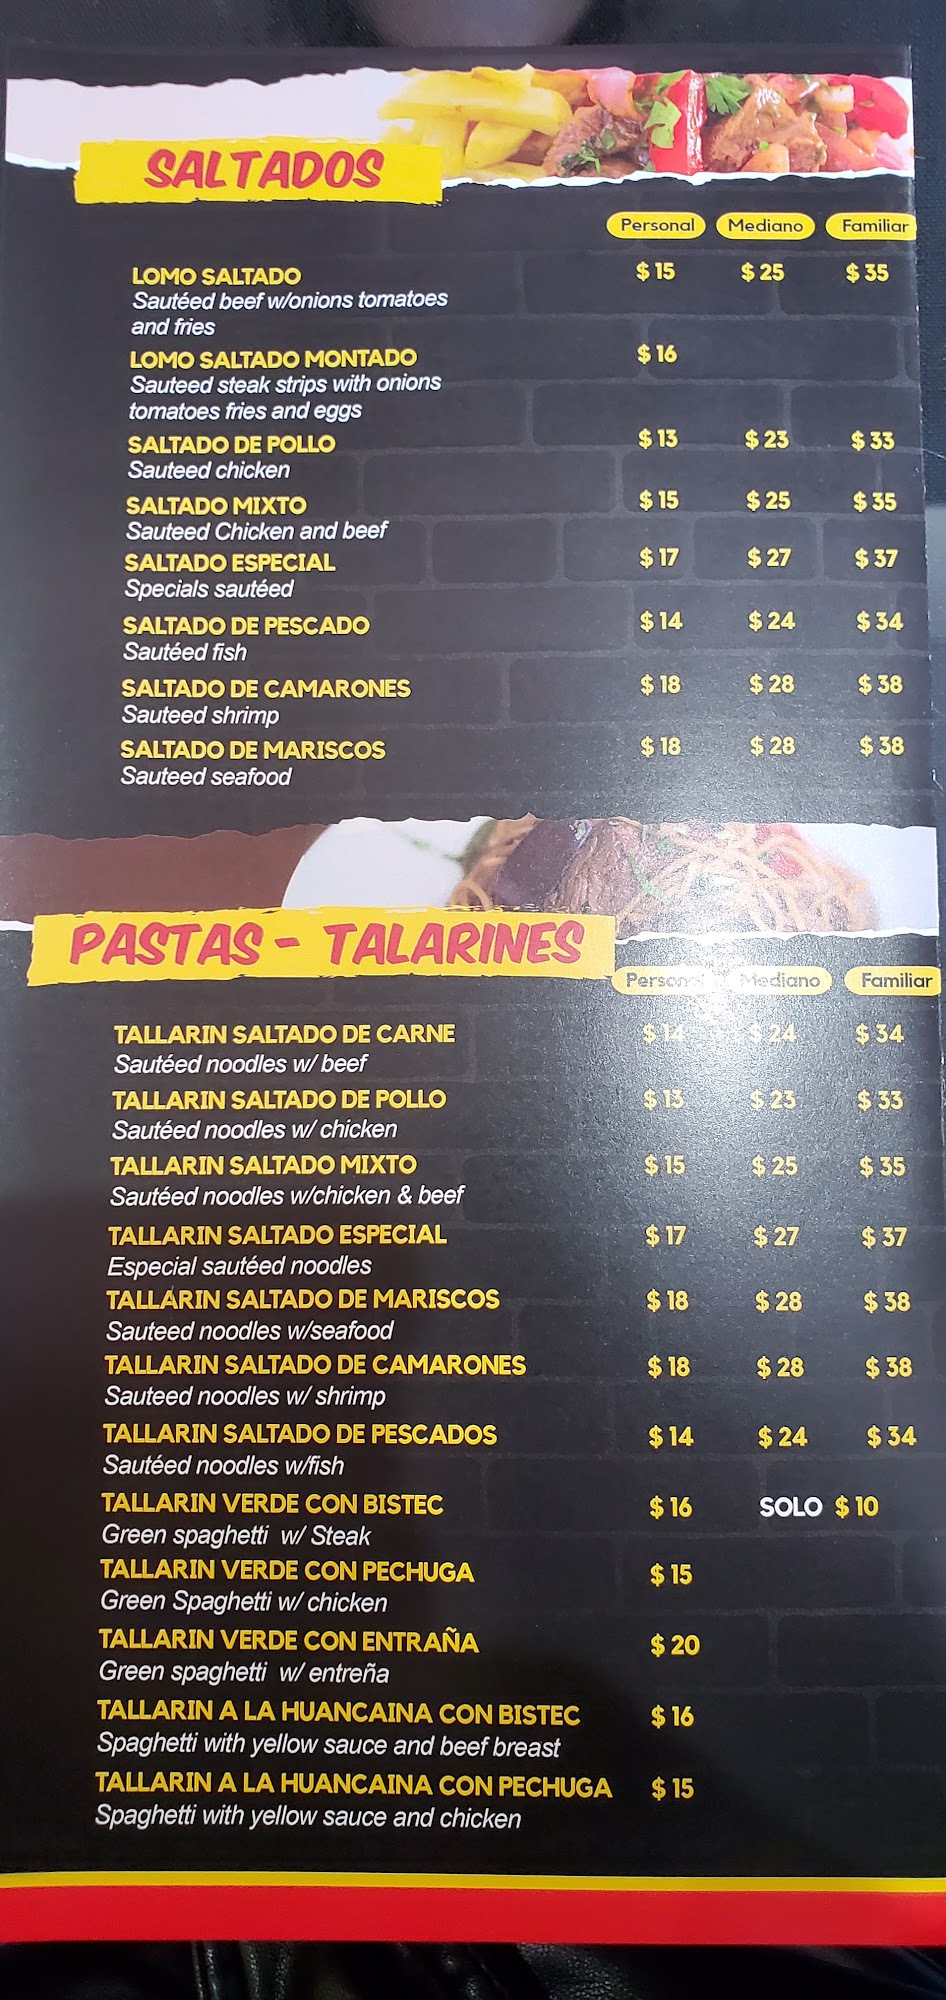 SALTADOS
Personal Mediano Familiar
LOMO SALTADO $ 15 $ 25 $ 35
Sautéed beef w/onions tomatoes
and fries
LOMO SALTADO MONTADO $ 16
Sauteed steak strips with onions
tomatoes fries and eggs
SALTADO DE POLLO $ 13 $ 23 $ 33
Sauteed chicken
SALTADO MIXTO $ 15 $ 25 $ 35
Sauteed Chicken and beef
SALTADO ESPECIAL $ 17 $ 27 $ 37
Specials sautéed
SALTADO DE PESCADO $ 14 $ 24 $ 34
Sautéed fish
SALTADO DE CAMARONES $ 18 $ 28 $ 38
Sauteed shrimp
SALTADO DE MARISCOS $ 18 $ 28 $ 38
Sauteed seafood
PASTAS - TALARINES
Personal Mediano Familiar
TALLARIN SALTADO DE CARNE $ 14 $ 24 $ 34
Sautéed noodles w/ beef
TALLARIN SALTADO DE POLLO $ 13 $ 23 $ 33
Sautéed noodles w/ chicken
TALLARIN SALTADO MIXTO $ 15 $ 25 $ 35
Sautéed noodles w/chicken & beef
TALLARIN SALTADO ESPECIAL $ 17 $ 27 $ 37
Especial sautéed noodles
TALLARIN SALTADO DE MARISCOS $ 18 $ 28 $ 38
Sauteed noodles w/seafood
TALLARIN SALTADO DE CAMARONES $ 18 $ 28 $ 38
Sauteed noodles w/ shrimp
TALLARIN SALTADO DE PESCADOS $ 14 $ 24 $ 34
Sautéed noodles w/fish
TALLARIN VERDE CON BISTEC $ 16 SOLO $ 10
Green spaghetti w/ Steak
TALLARIN VERDE CON PECHUGA $ 15
Green Spaghetti w/ chicken
TALLARIN VERDE CON ENTRAÑA $ 20
Green spaghetti w/ entreña
TALLARIN A LA HUANCAINA CON BISTEC $ 16
Spaghetti with yellow sauce and beef breast
TALLARIN A LA HUANCAINA CON PECHUGA $ 15
Spaghetti with yellow sauce and chicken